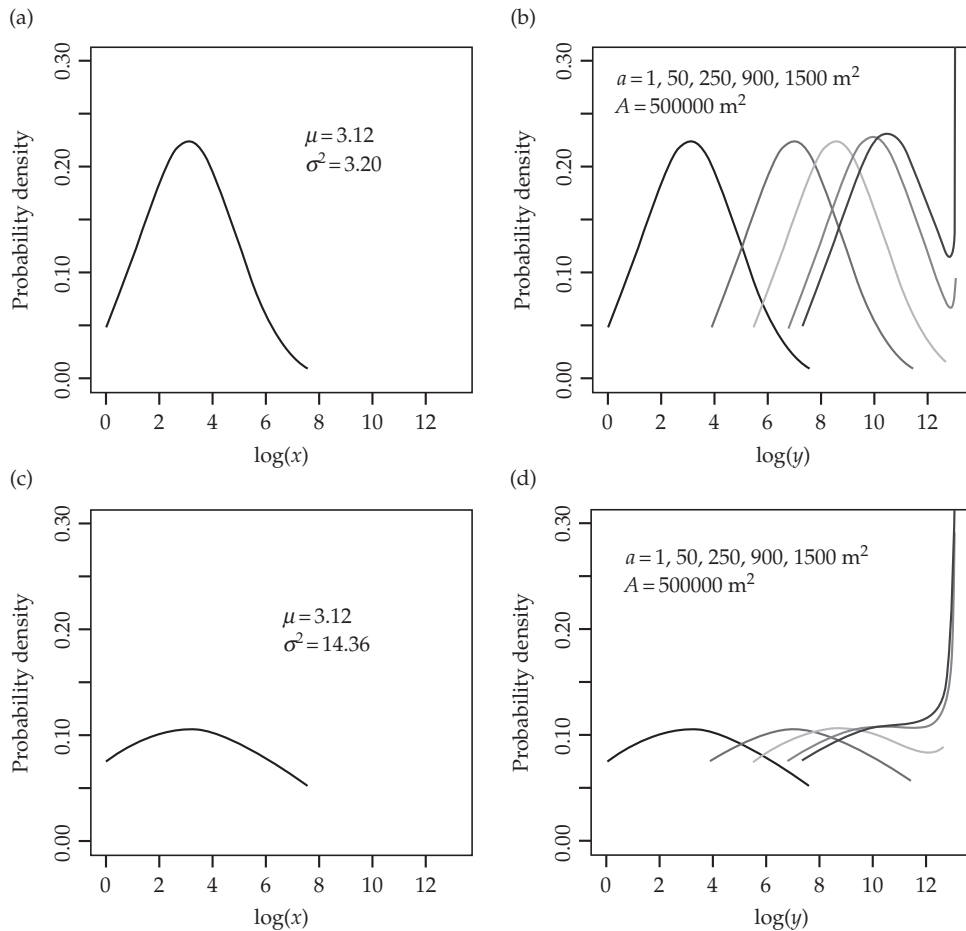 (a)
Probability density
0.30
0.20
0.10
0.00
μ = 3.12
σ² = 3.20
0 2 4 6 8 10 12
log(x)
(b)
Probability density
0.30
0.20
0.10
0.00
a = 1, 50, 250, 900, 1500 m²
A = 500000 m²
0 2 4 6 8 10 12
log(y)
(c)
Probability density
0.30
0.20
0.10
0.00
μ = 3.12
σ² = 14.36
0 2 4 6 8 10 12
log(x)
(d)
Probability density
0.30
0.20
0.10
0.00
a = 1, 50, 250, 900, 1500 m²
A = 500000 m²
0 2 4 6 8 10 12
log(y)